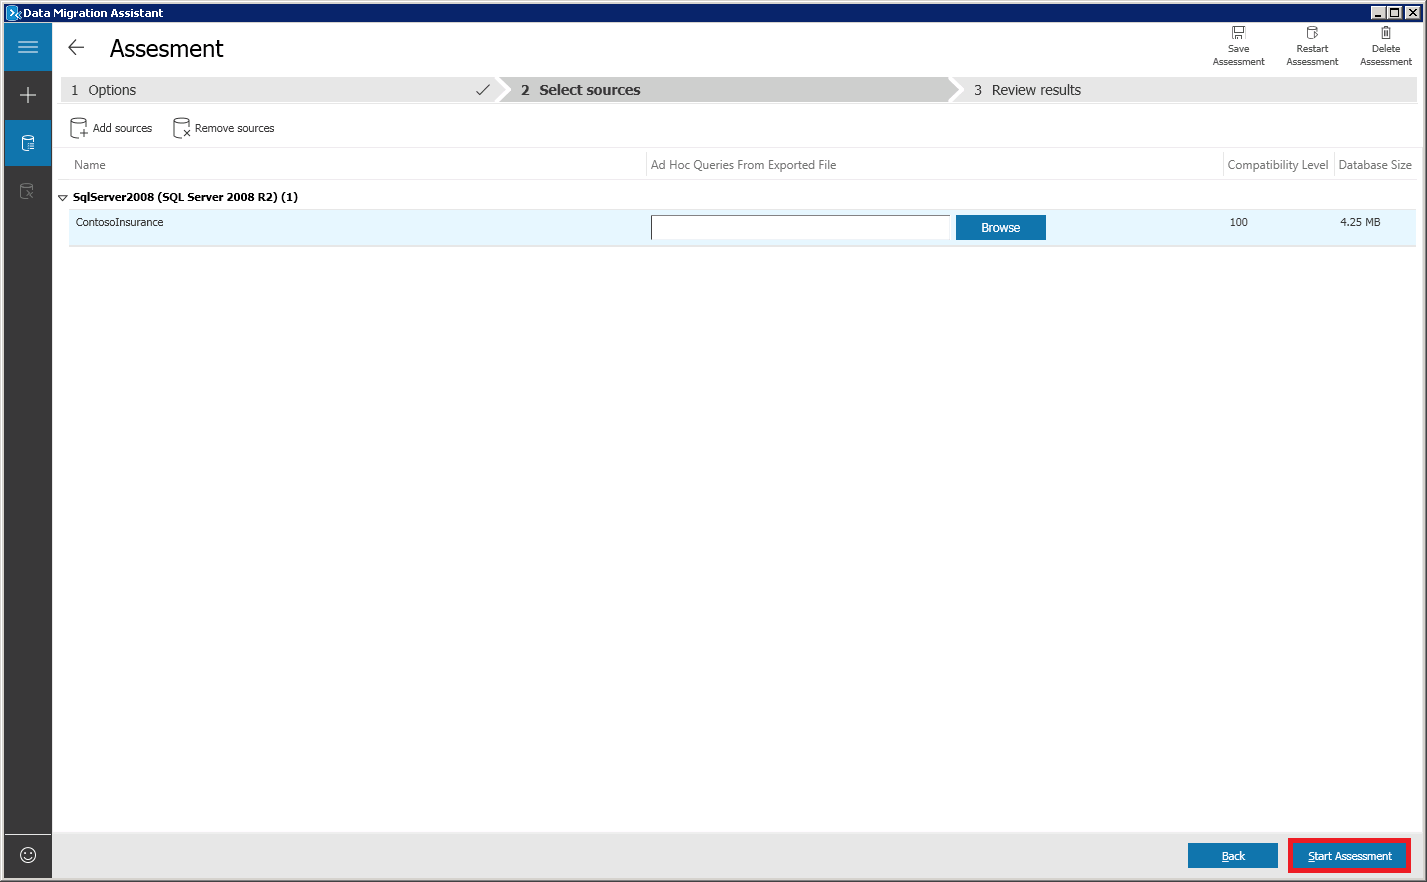 Data Migration Assistant
Assesment
Save
Assessment
Restart
Assessment
Delete
Assessment
1 Options
2 Select sources
3 Review results
Add sources
Remove sources
Name
Ad Hoc Queries From Exported File
Compatibility Level
Database Size
SqlServer2008 (SQL Server 2008 R2) (1)
ContosoInsurance
Browse
100
4.25 MB
Back
Start Assessment